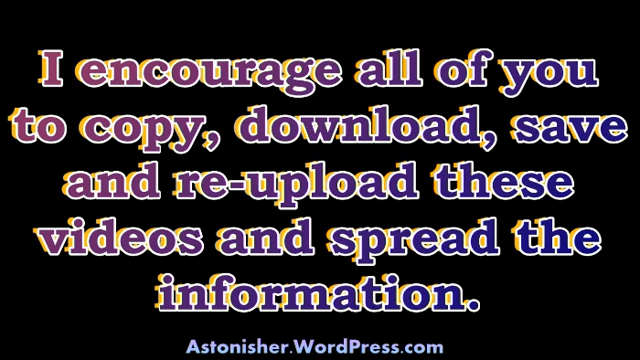 I encourage all of you
to copy, download, save
and re-upload these
videos and spread the
information.
Astonisher.WordPress.com